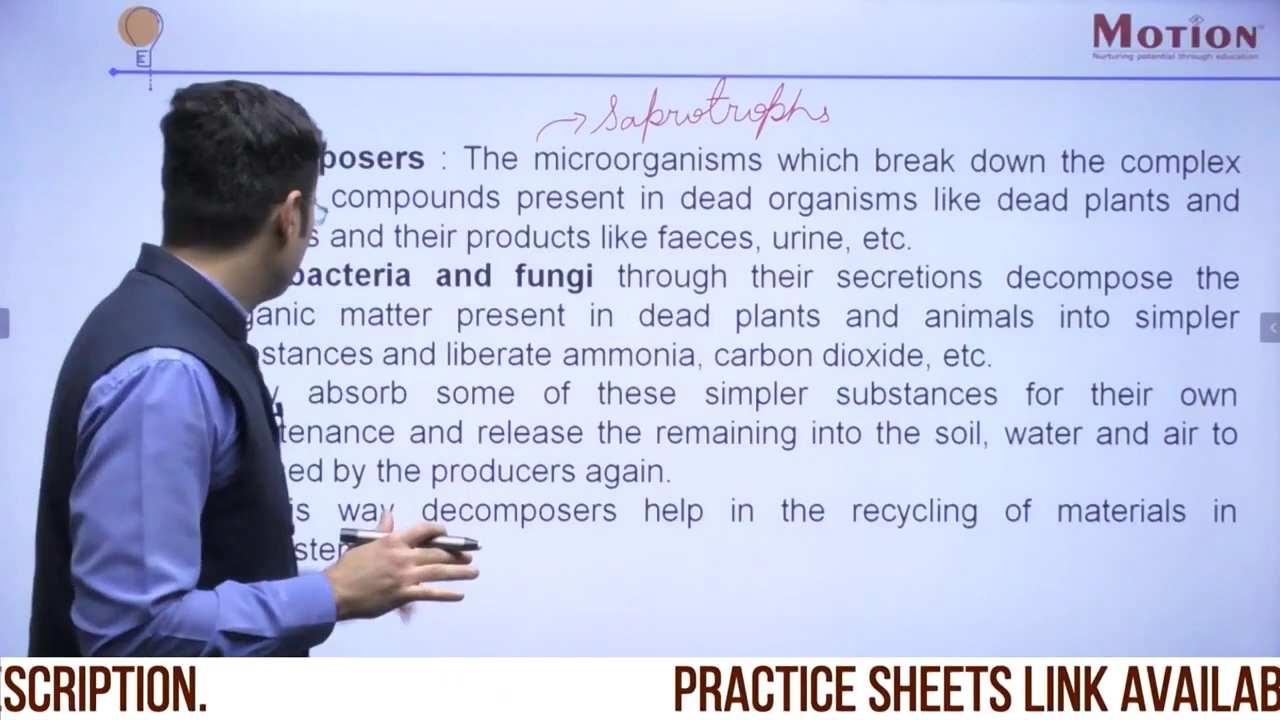 E
MOTION
Nurturing potential through education
Saprotrophs
posers : The microorganisms which break down the complex
compounds present in dead organisms like dead plants and
s and their products like faeces, urine, etc.
bacteria and fungi through their secretions decompose the
ganic matter present in dead plants and animals into simpler
stances and liberate ammonia, carbon dioxide, etc.
y absorb some of these simpler substances for their own
tenance and release the remaining into the soil, water and air to
ed by the producers again.
is way decomposers help in the recycling of materials in
ster
ESCRIPTION. PRACTICE SHEETS LINK AVAILAB